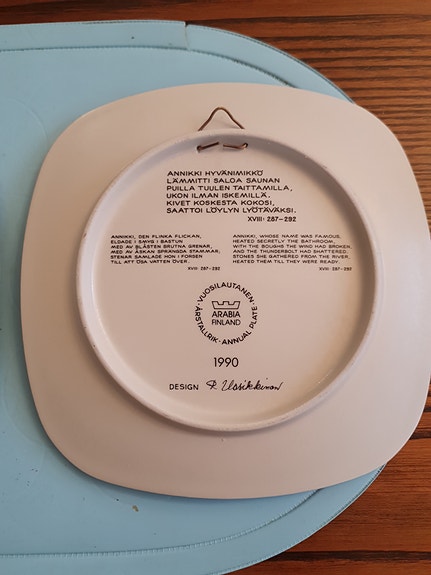 ANNIKKI HYVÄNIMIKKÖ
LÄMMITTI SALOA SAUNAN
PUILLA TUULEN TAITTAMILLA,
UKON ILMAN ISKEMILLÄ.
KIVET KOSKESTA KOKOSI,
SAATTOI LÖYLYN LYÖTÄVÄKSI.
XVIII: 287–292
ANNIKKI, DEN FLINKA FLICKAN,
ELDADE I SMYG I BASTUN
MED AV BLÅSTEN BRUTNA GRENAR,
MED AV ÅSKAN SPRÄNGDA STAMMAR,
STENAR SAMLADE HON I FORSEN
TILL ATT ÖSA VATTEN ÖVER
XVIII: 287-292
ANNIKKI, WHOSE NAME WAS FAMOUS,
HEATED SECRETLY THE BATHROOM,
WITH THE BOUGHS THE WIND HAD BROKEN,
AND THE THUNDERBOLT HAD SHATTERED.
STONES SHE GATHERED FROM THE RIVER,
HEATED THEM TILL THEY WERE READY.
XVIII: 287-292
VUOSILAUTANEN · ÅRSTALLRIK · ANNUAL PLATE ·
ARABIA
FINLAND
1990
DESIGN R. Uosikkinen